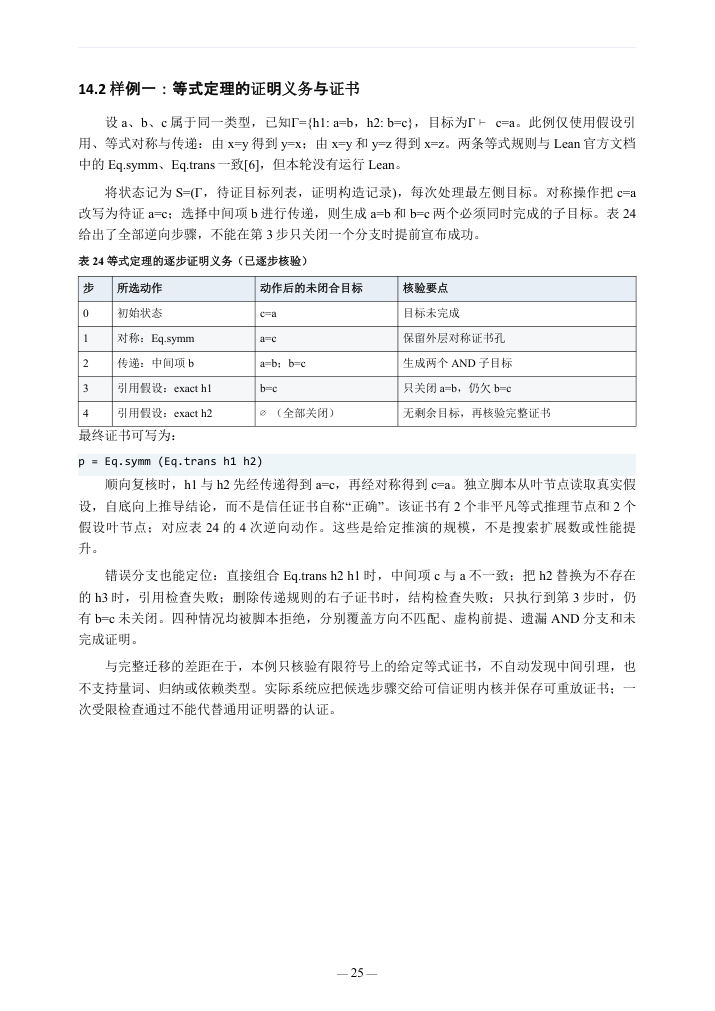 14.2 样例一：等式定理的证明义务与证书
设 a、b、c 属于同一类型，已知Γ={h1: a=b，h2: b=c}，目标为Γ⊢ c=a。此例仅使用假设引
用、等式对称与传递：由 x=y 得到 y=x；由 x=y 和 y=z 得到 x=z。两条等式规则与 Lean 官方文档
中的 Eq.symm、Eq.trans 一致[6]，但本轮没有运行 Lean。
将状态记为 S=(Γ，待证目标列表，证明构造记录)，每次处理最左侧目标。对称操作把 c=a
改写为待证 a=c；选择中间项 b 进行传递，则生成 a=b 和 b=c 两个必须同时完成的子目标。表 24
给出了全部逆向步骤，不能在第 3 步只关闭一个分支时提前宣布成功。
表 24 等式定理的逐步证明义务（已逐步核验）
步 所选动作 动作后的未闭合目标 核验要点
0 初始状态 c=a 目标未完成
1 对称：Eq.symm a=c 保留外层对称证书孔
2 传递：中间项 b a=b；b=c 生成两个 AND 子目标
3 引用假设：exact h1 b=c 只关闭 a=b，仍欠 b=c
4 引用假设：exact h2 ∅（全部关闭） 无剩余目标，再核验完整证书
最终证书可写为：
p = Eq.symm (Eq.trans h1 h2)
顺向复核时，h1 与 h2 先经传递得到 a=c，再经对称得到 c=a。独立脚本从叶节点读取真实假
设，自底向上推导结论，而不是信任证书自称“正确”。该证书有 2 个非平凡等式推理节点和 2 个
假设叶节点；对应表 24 的 4 次逆向动作。这些是给定推演的规模，不是搜索扩展数或性能提
升。
错误分支也能定位：直接组合 Eq.trans h2 h1 时，中间项 c 与 a 不一致；把 h2 替换为不存在
的 h3 时，引用检查失败；删除传递规则的右子证书时，结构检查失败；只执行到第 3 步时，仍
有 b=c 未关闭。四种情况均被脚本拒绝，分别覆盖方向不匹配、虚构前提、遗漏 AND 分支和未
完成证明。
与完整迁移的差距在于，本例只核验有限符号上的给定等式证书，不自动发现中间引理，也
不支持量词、归纳或依赖类型。实际系统应把候选步骤交给可信证明内核并保存可重放证书；一
次受限检查通过不能代替通用证明器的认证。
— 25 —